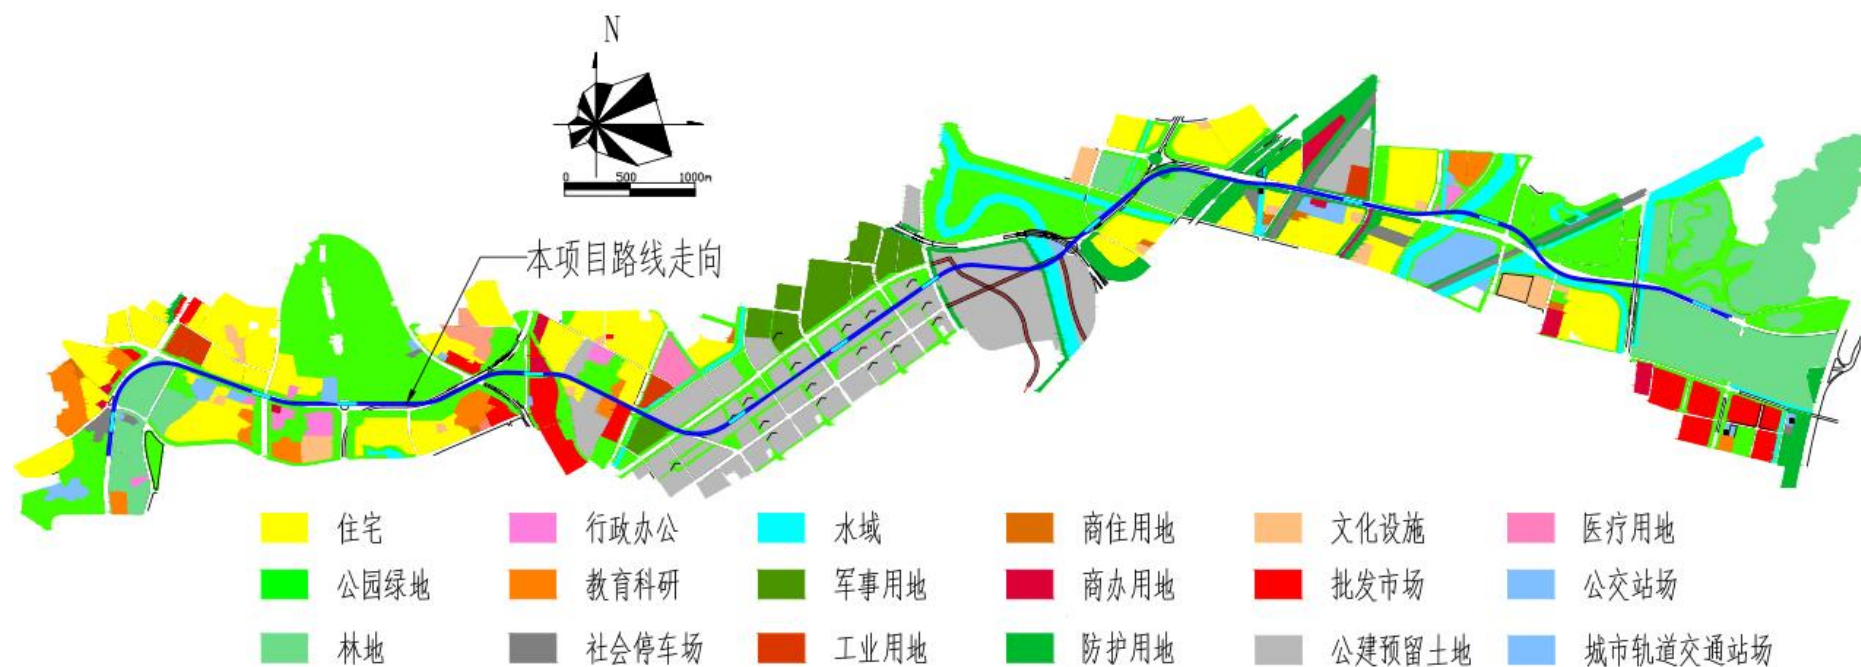 N
0 500 1000m
本项目路线走向
住宅 行政办公 水域 商住用地 文化设施 医疗用地
公园绿地 教育科研 军事用地 商办用地 批发市场 公交站场
林地 社会停车场 工业用地 防护用地 公建预留土地 城市轨道交通站场